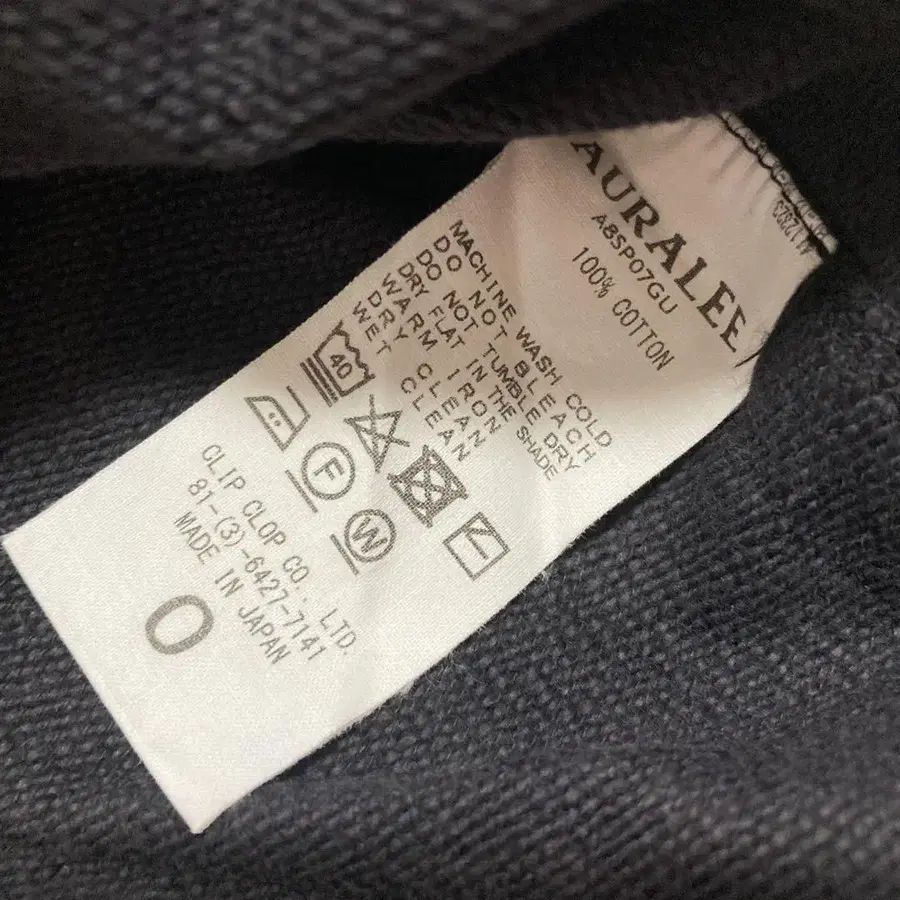 AURALEE
A8SP07GU
100% COTTON
MACHINE WASH COLD
DO NOT BLEACH
DO NOT TUMBLE DRY
DRY FLAT IN THE SHADE
WARM IRON
DRY CLEAN
WET CLEAN
40
F
W
CLIP CLOP CO., LTD.
81-(3)-6427-7141
MADE IN JAPAN
0